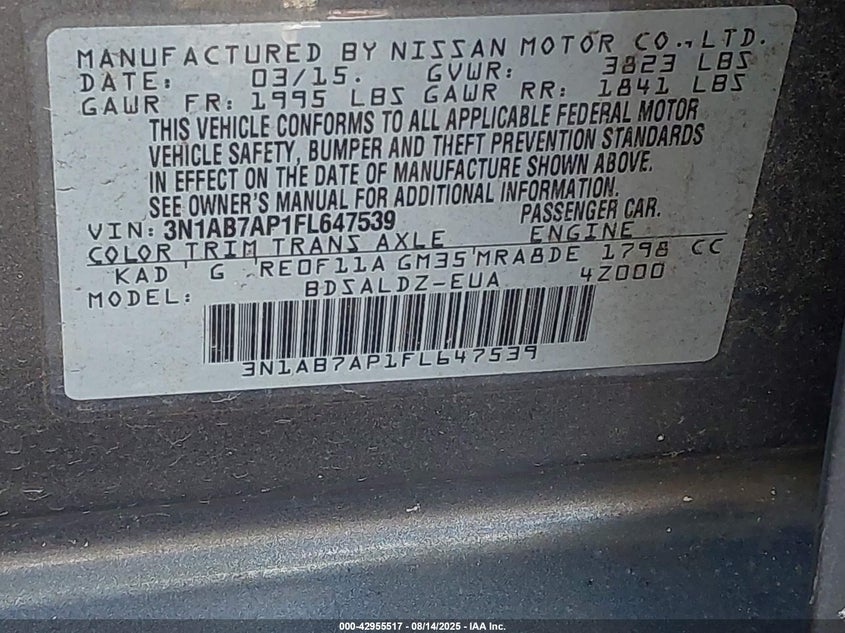 MANUFACTURED BY NISSAN MOTOR CO.,LTD.
DATE: 03/15. GVWR: 3823 LBS
GAWR FR: 1995 LBS GAWR RR: 1841 LBS
THIS VEHICLE CONFORMS TO ALL APPLICABLE FEDERAL MOTOR
VEHICLE SAFETY, BUMPER AND THEFT PREVENTION STANDARDS
IN EFFECT ON THE DATE OF MANUFACTURE SHOWN ABOVE.
SEE OWNER'S MANUAL FOR ADDITIONAL INFORMATION.
VIN: 3N1AB7AP1FL647539 PASSENGER CAR.
COLOR TRIM TRANS AXLE ENGINE
KAD G RE0F11A GM35 MRA8DE 1798 CC
MODEL: BDSALDZ-EUA 4Z000
3N1AB7AP1FL647539
000-42955517 - 08/14/2025 - IAA Inc.